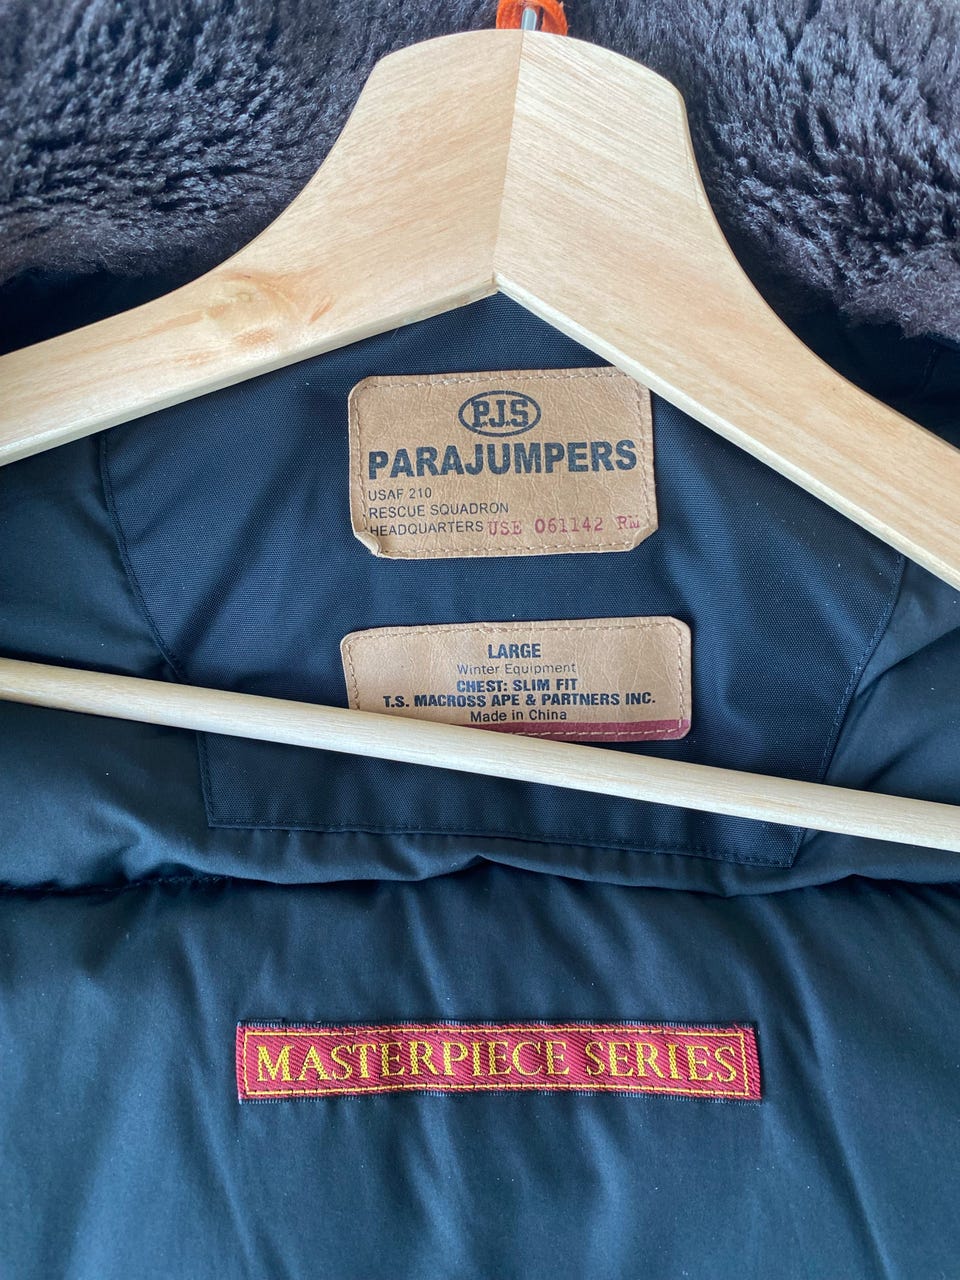 P.J.S
PARAJUMPERS
USAF 210
RESCUE SQUADRON
HEADQUARTERS USE 061142 RM
LARGE
Winter Equipment
CHEST: SLIM FIT
T.S. MACROSS APE & PARTNERS INC.
Made in China
MASTERPIECE SERIES